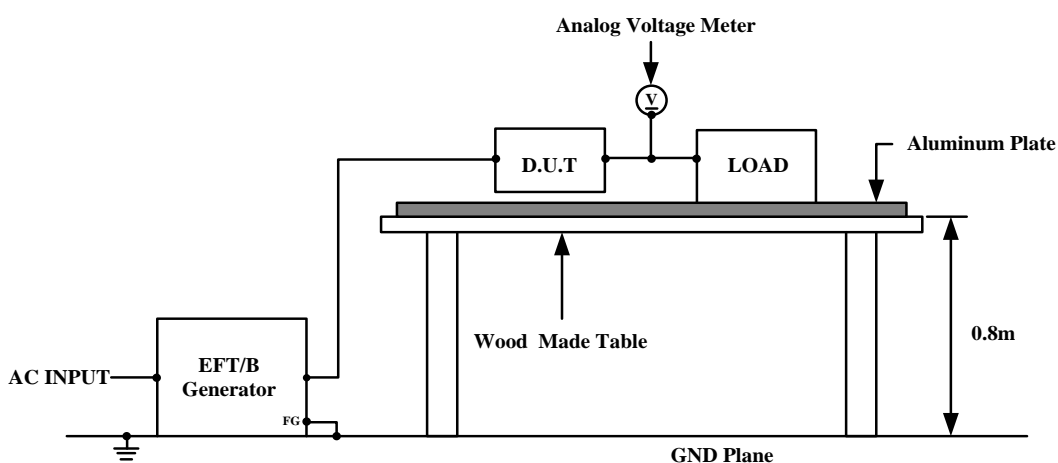 Analog Voltage Meter
V
D.U.T
LOAD
Aluminum Plate
Wood Made Table
0.8m
AC INPUT
EFT/B
Generator
FG
GND Plane